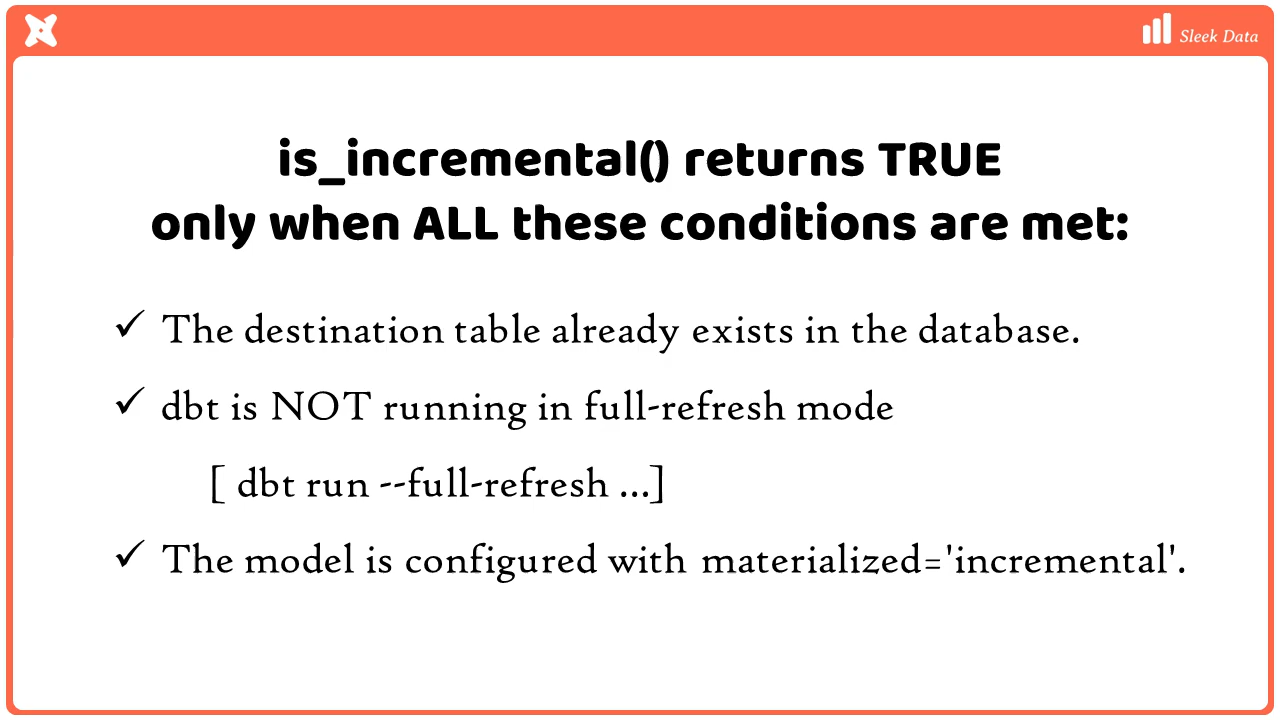 Sleek Data
is_incremental() returns TRUE
only when ALL these conditions are met:
✓ The destination table already exists in the database.
✓ dbt is NOT running in full-refresh mode
[ dbt run --full-refresh ...]
✓ The model is configured with materialized='incremental'.